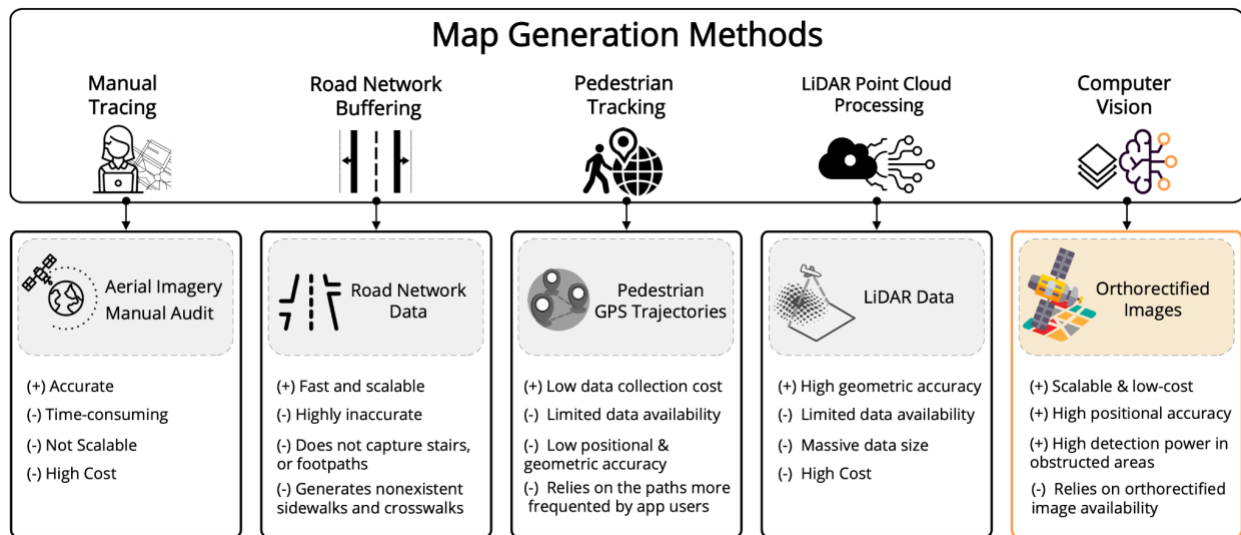 Map Generation Methods
Manual
Tracing
Road Network
Buffering
Pedestrian
Tracking
LiDAR Point Cloud
Processing
Computer
Vision
Aerial Imagery
Manual Audit
(+) Accurate
(-) Time-consuming
(-) Not Scalable
(-) High Cost
Road Network
Data
(+) Fast and scalable
(-) Highly inaccurate
(-) Does not capture stairs,
or footpaths
(-) Generates nonexistent
sidewalks and crosswalks
Pedestrian
GPS Trajectories
(+) Low data collection cost
(-) Limited data availability
(-) Low positional &
geometric accuracy
(-) Relies on the paths more
frequented by app users
LiDAR Data
(+) High geometric accuracy
(-) Limited data availability
(-) Massive data size
(-) High Cost
Orthorectified
Images
(+) Scalable & low-cost
(+) High positional accuracy
(+) High detection power in
obstructed areas
(-) Relies on orthorectified
image availability